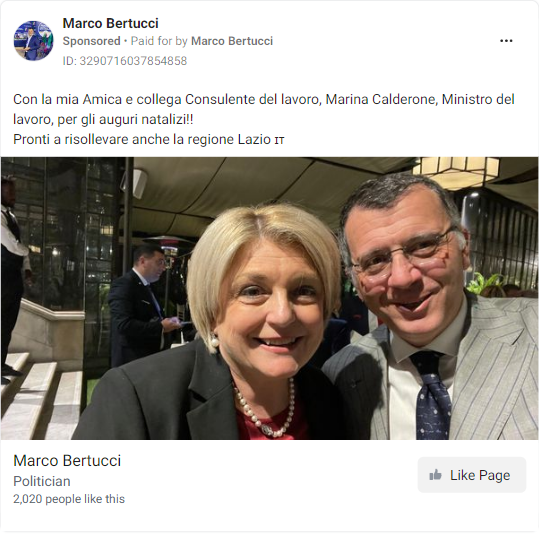 Marco Bertucci
Sponsored • Paid for by Marco Bertucci
ID: 3290716037854858
Con la mia Amica e collega Consulente del lavoro, Marina Calderone, Ministro del
lavoro, per gli auguri natalizi!!
Pronti a risollevare anche la regione Lazio IT
Marco Bertucci
Politician
2,020 people like this
Like Page